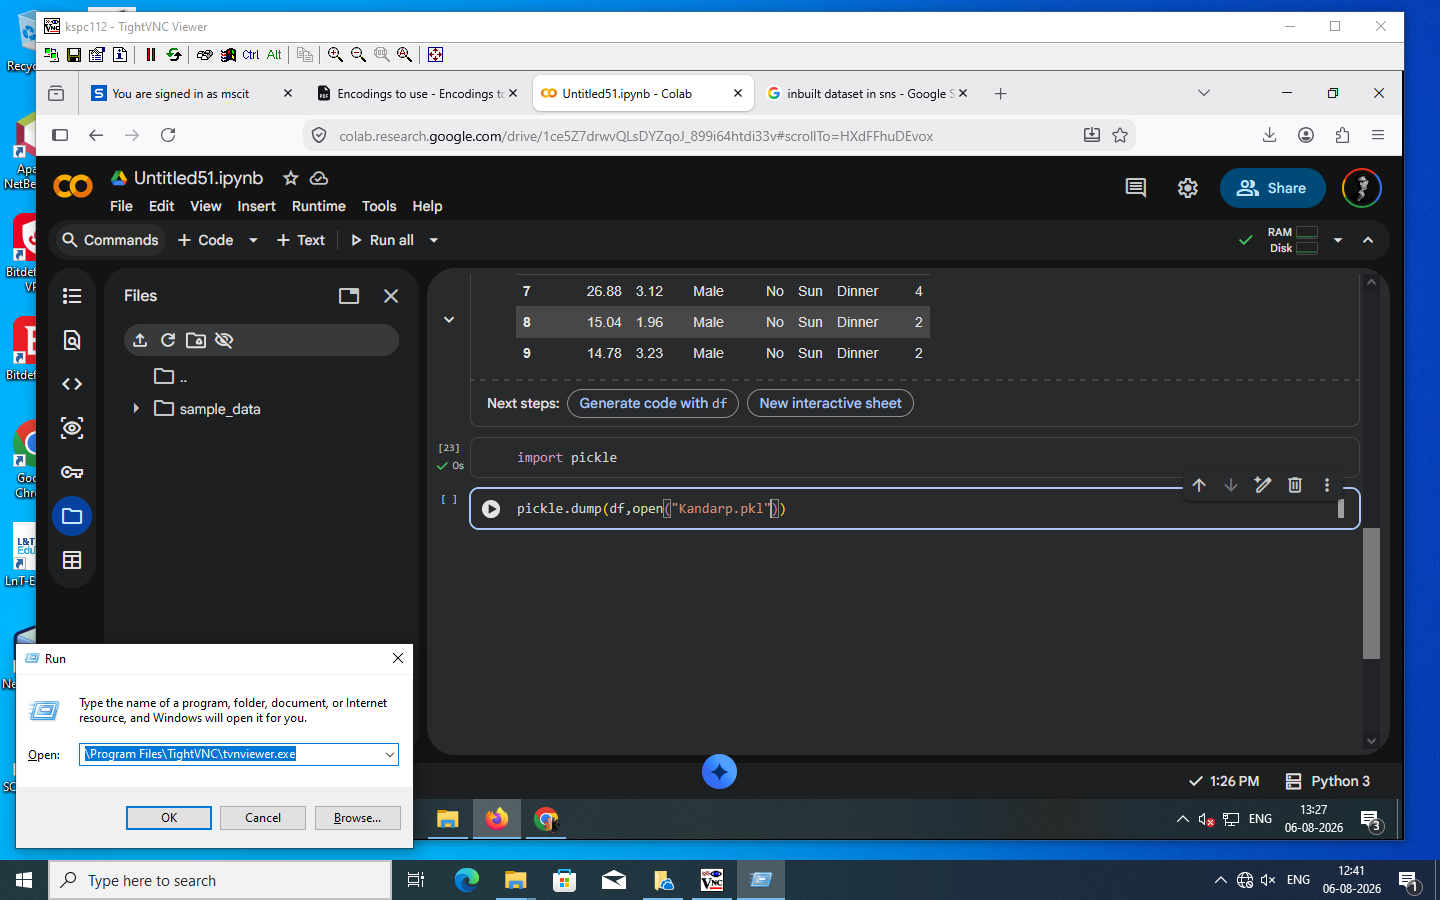 kspc112 - TightVNC Viewer
Ctrl Alt
You are signed in as mscit
Encodings to use - Encodings to
Untitled51.ipynb - Colab
inbuilt dataset in sns - Google S
colab.research.google.com/drive/1ce5Z7drwvQLsDYZqoJ_899i64htdi33v#scrollTo=HXdFFhuDEvox
Untitled51.ipynb
File Edit View Insert Runtime Tools Help
Share
Commands + Code + Text Run all
RAM
Disk
Files
..
sample_data
7 26.88 3.12 Male No Sun Dinner 4
8 15.04 1.96 Male No Sun Dinner 2
9 14.78 3.23 Male No Sun Dinner 2
Next steps: Generate code with df New interactive sheet
[23]
0s
import pickle
[ ]
pickle.dump(df,open("Kandarp.pkl"))
1:26 PM Python 3
Run
Type the name of a program, folder, document, or Internet
resource, and Windows will open it for you.
Open: \Program Files\TightVNC\tvnviewer.exe
OK Cancel Browse...
ENG
13:27
06-08-2026
3
Type here to search
ENG
12:41
06-08-2026
1